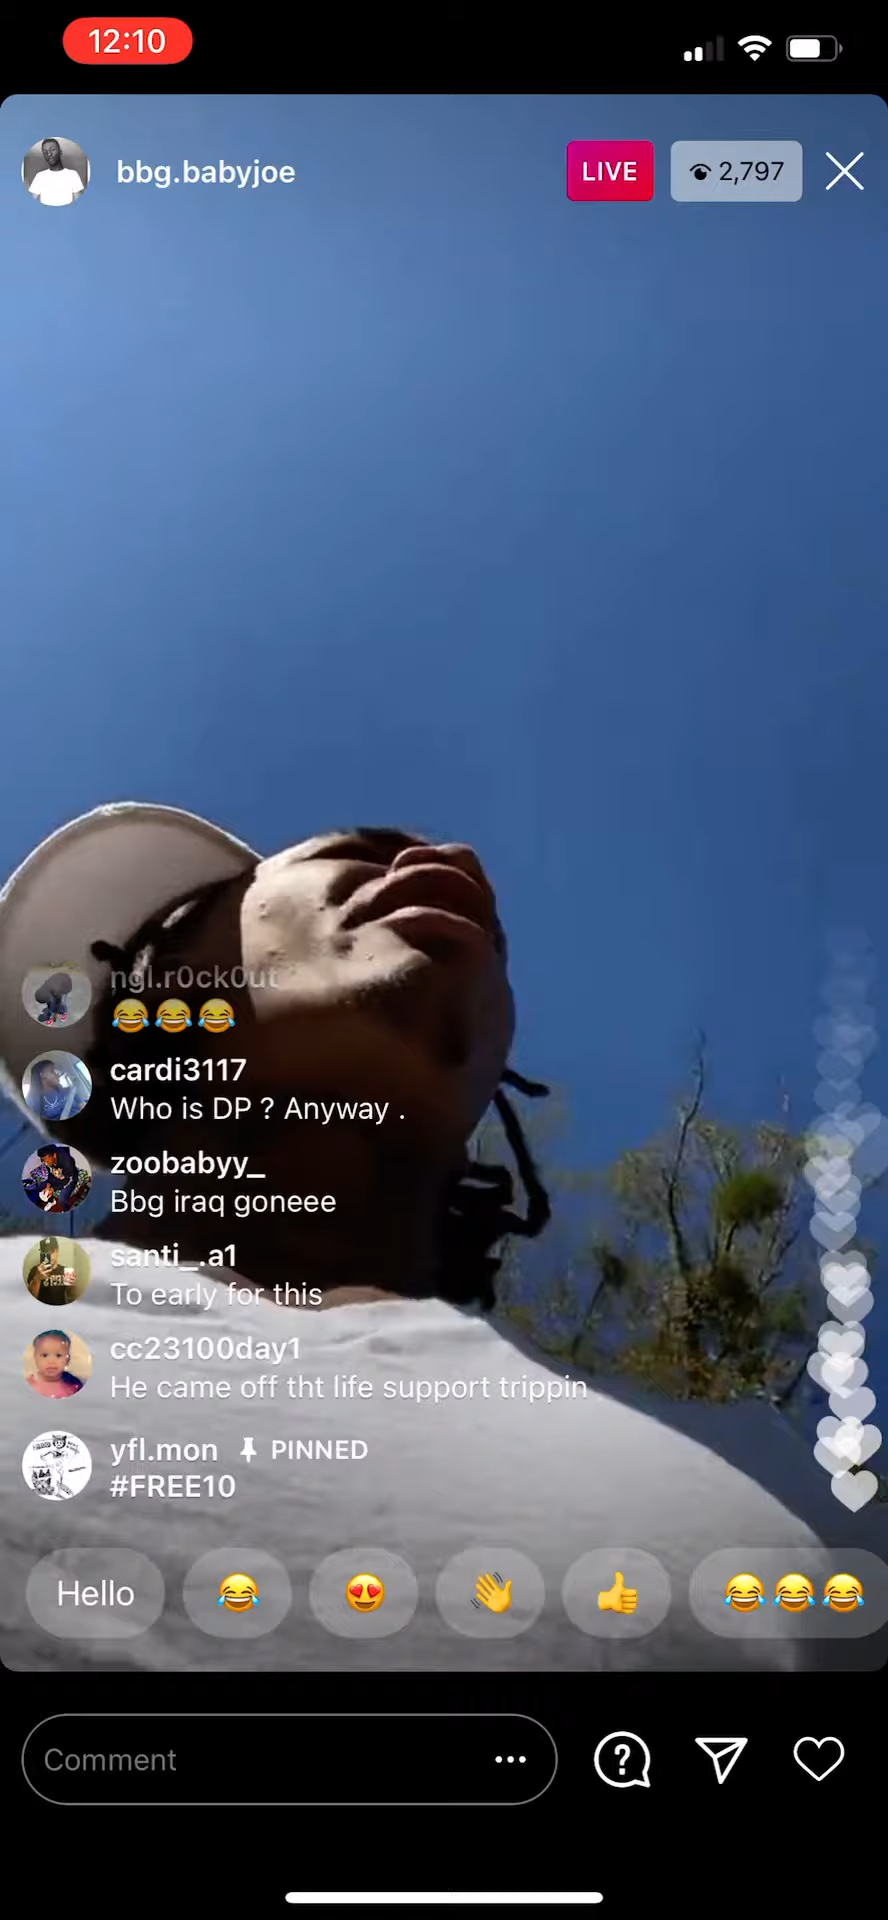 12:10
bbg.babyjoe
LIVE
2,797
ngl.r0ck0ut
😂😂😂
cardi3117
Who is DP ? Anyway .
zoobabyy_
Bbg iraq goneee
santi_.a1
To early for this
cc23100day1
He came off tht life support trippin
yfl.mon PINNED
#FREE10
Hello 😂 😍 👋 👍 😂😂😂
Comment